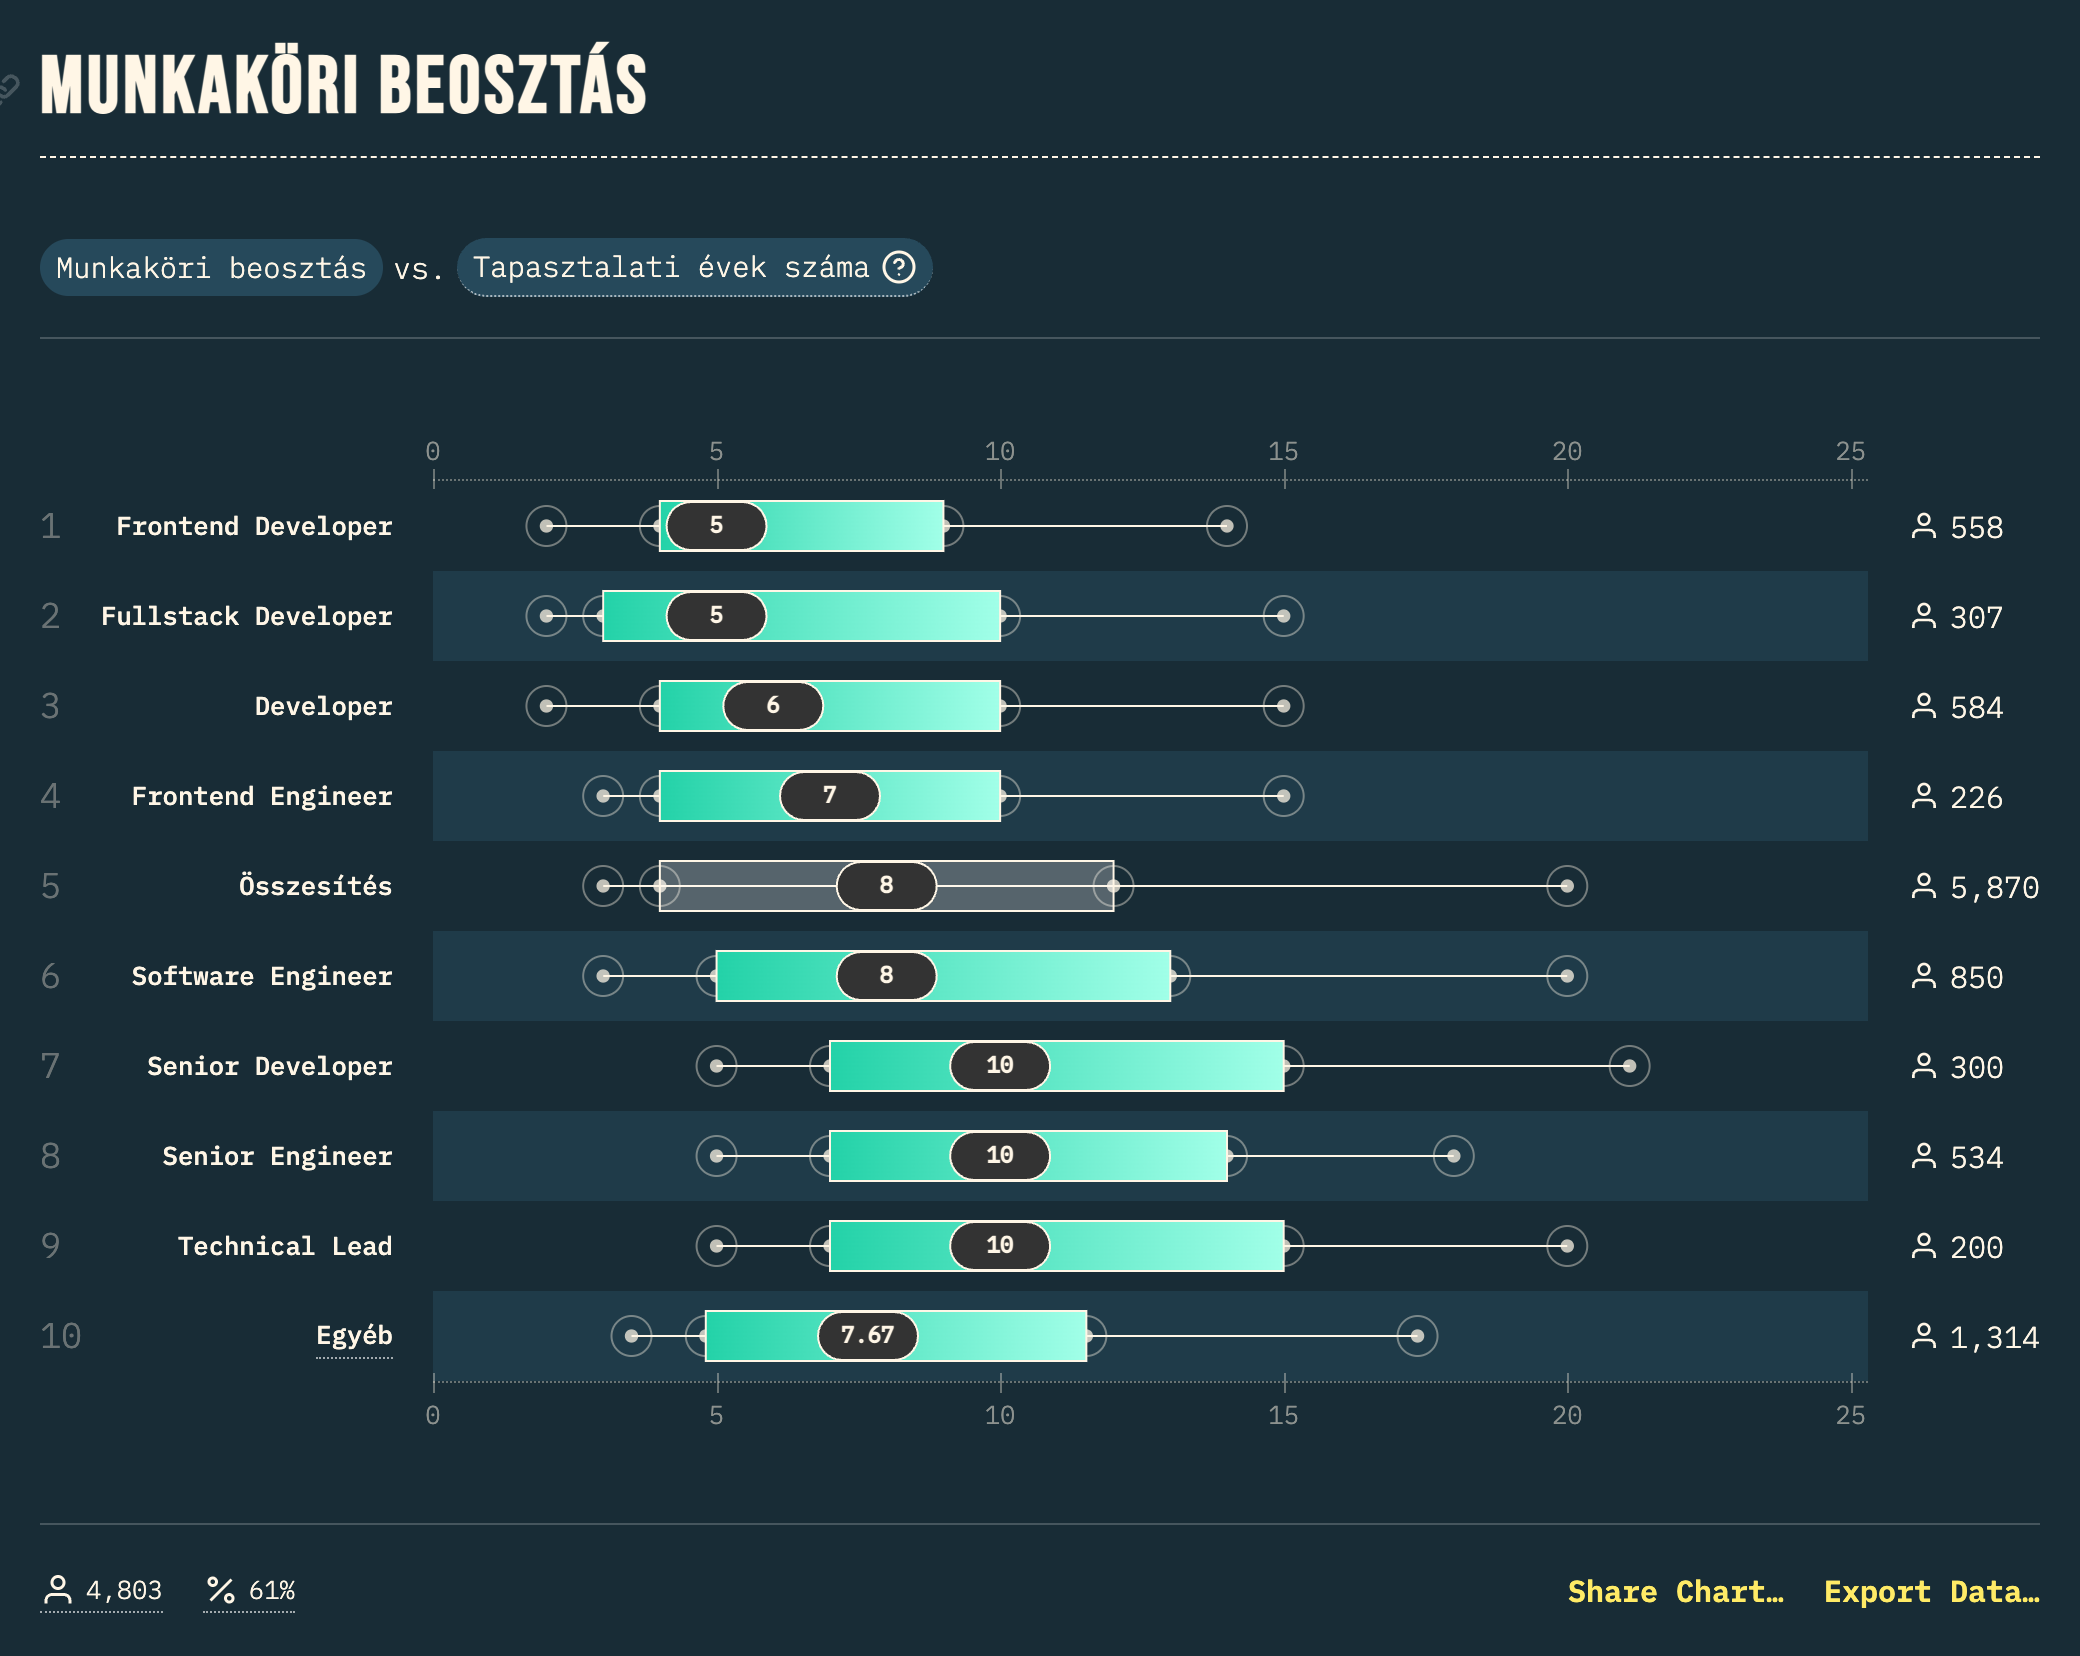 MUNKAKÖRI BEOSZTÁS
Munkaköri beosztás vs. Tapasztalati évek száma ?
0 5 10 15 20 25
1 Frontend Developer 5 558
2 Fullstack Developer 5 307
3 Developer 6 584
4 Frontend Engineer 7 226
5 Összesítés 8 5,870
6 Software Engineer 8 850
7 Senior Developer 10 300
8 Senior Engineer 10 534
9 Technical Lead 10 200
10 Egyéb 7.67 1,314
0 5 10 15 20 25
4,803 % 61% Share Chart… Export Data…